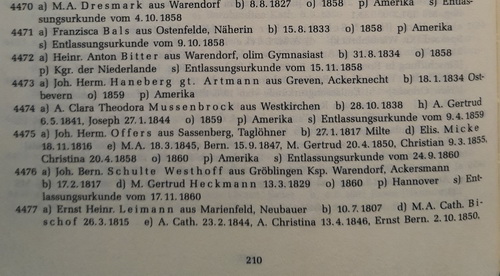 4470 a) M.A. Dresmark aus Warendorf b) 8.8.1827 o) 1858 p) Amerika s) Entlas-
sungsurkunde vom 4.10.1858
4471 a) Franzisca Bals aus Ostenfelde, Näherin b) 15.8.1833 o) 1858 p) Amerika
s) Entlassungsurkunde vom 9.10.1858
4472 a) Heinr. Anton Bitter aus Warendorf, olim Gymnasiast b) 31.8.1834 o) 1858
p) Kgr. der Niederlande s) Entlassungsurkunde vom 15.11.1858
4473 a) Joh. Herm. Haneberg gt. Artmann aus Greven, Ackerknecht b) 18.1.1834 Ost-
bevern o) 1859 p) Amerika
4474 a) A. Clara Theodora Mussenbrock aus Westkirchen b) 28.10.1838 h) A. Gertrud
6.5.1841, Joseph 27.1.1844 o) 1859 p) Amerika s) Entlassungsurkunde vom 9.4.1859
4475 a) Joh. Herm. Offers aus Sassenberg, Taglöhner b) 27.1.1817 Milte d) Elis. Micke
18.11.1816 e) M.A. 18.3.1845, Bern. 15.9.1847, M. Gertrud 20.4.1850, Christian 9.3.1855,
Christina 20.4.1858 o) 1860 p) Amerika s) Entlassungsurkunde vom 24.9.1860
4476 a) Joh. Bern. Schulte Westhoff aus Gröblingen Ksp. Warendorf, Ackersmann
b) 17.2.1817 d) M. Gertrud Heckmann 13.3.1829 o) 1860 p) Hannover s) Ent-
lassungsurkunde vom 17.11.1860
4477 a) Ernst Heinr. Leimann aus Marienfeld, Neubauer b) 10.7.1807 d) M.A. Cath. Bi-
schof 26.3.1815 e) A. Cath. 23.2.1844, A. Christina 13.4.1846, Ernst Bern. 2.10.1850,
210